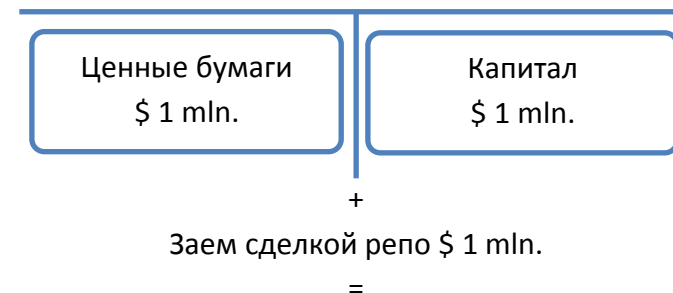 Ценные бумаги
$ 1 mln.
Капитал
$ 1 mln.
+
Заем сделкой репо $ 1 mln.
=